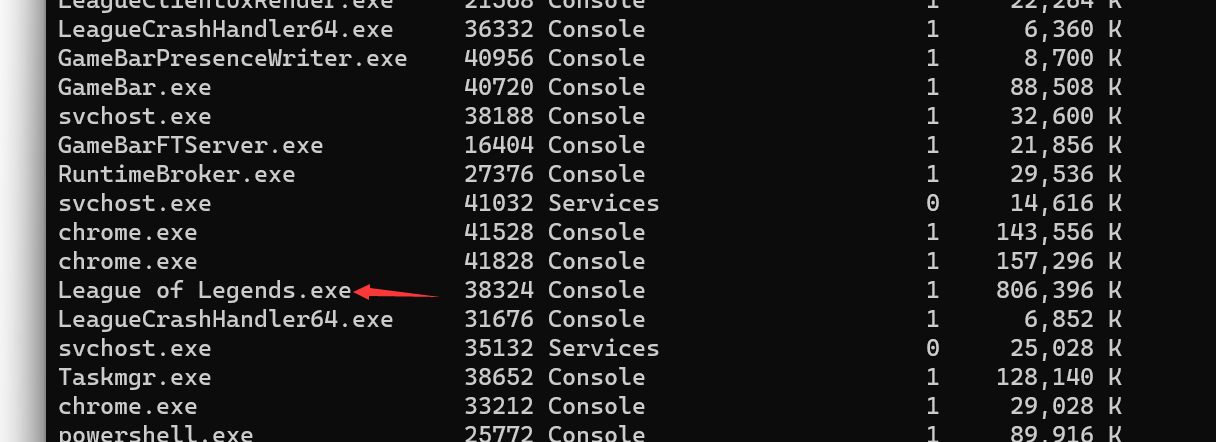 LeagueClientUxRender.exe 21568 Console 1 22,264 K
LeagueCrashHandler64.exe 36332 Console 1 6,360 K
GameBarPresenceWriter.exe 40956 Console 1 8,700 K
GameBar.exe 40720 Console 1 88,508 K
svchost.exe 38188 Console 1 32,600 K
GameBarFTServer.exe 16404 Console 1 21,856 K
RuntimeBroker.exe 27376 Console 1 29,536 K
svchost.exe 41032 Services 0 14,616 K
chrome.exe 41528 Console 1 143,556 K
chrome.exe 41828 Console 1 157,296 K
League of Legends.exe 38324 Console 1 806,396 K
LeagueCrashHandler64.exe 31676 Console 1 6,852 K
svchost.exe 35132 Services 0 25,028 K
Taskmgr.exe 38652 Console 1 128,140 K
chrome.exe 33212 Console 1 29,028 K
powershell.exe 25772 Console 1 89,916 K